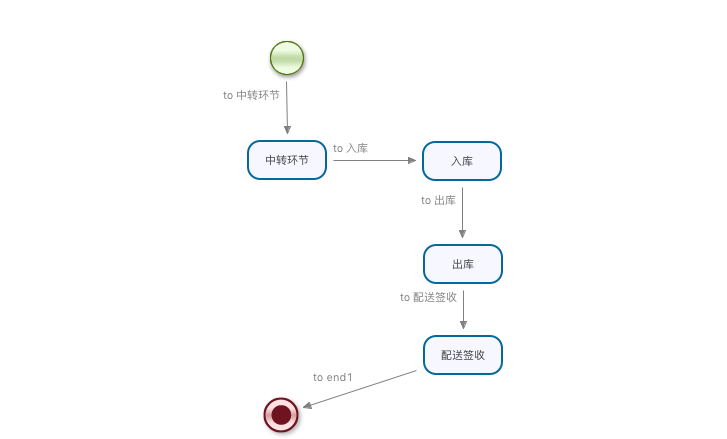 to 中转环节
to 入库
中转环节
入库
to 出库
出库
to 配送签收
配送签收
to end1